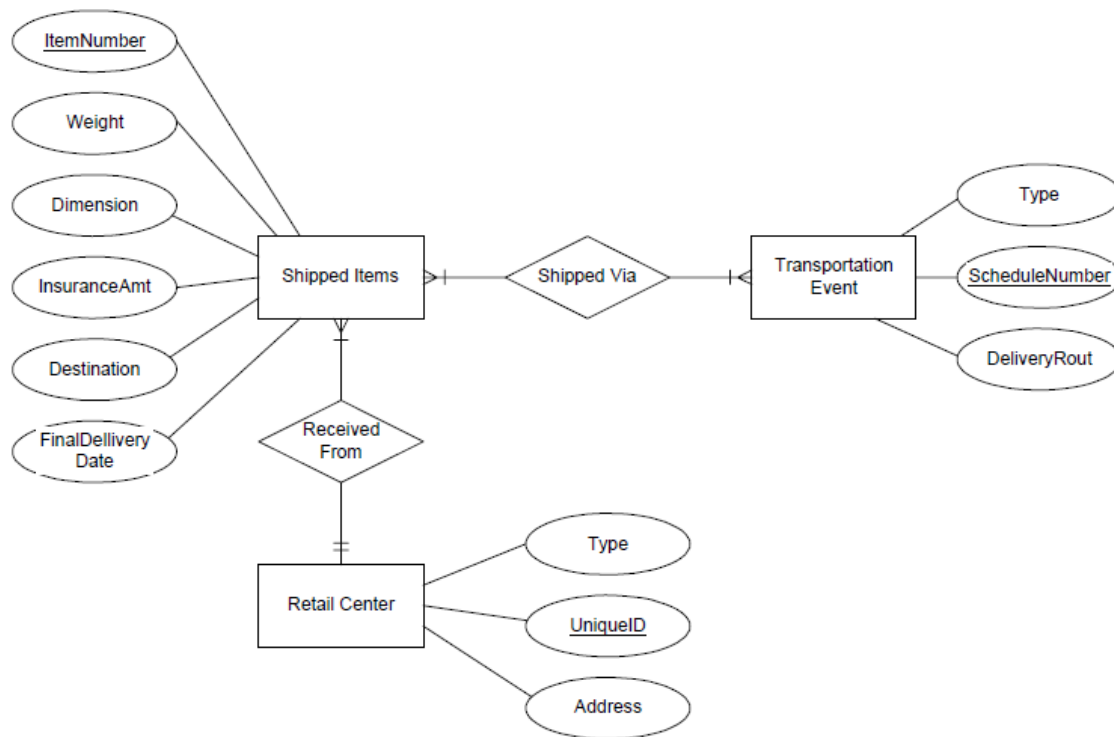 ItemNumber
Weight
Dimension
InsuranceAmt
Destination
FinalDellivery
Date
Shipped Items
Shipped Via
Transportation
Event
Type
ScheduleNumber
DeliveryRout
Received
From
Retail Center
Type
UniqueID
Address